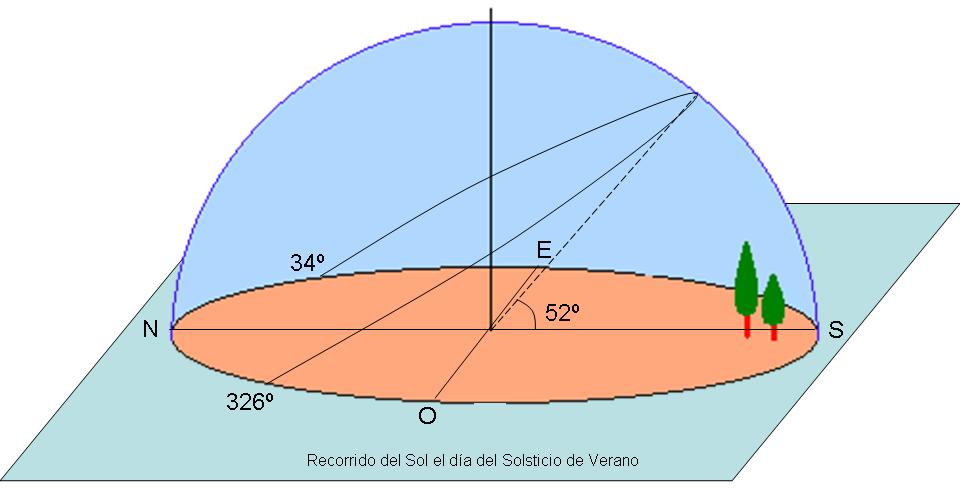 34º
E
52º
N
S
326º
O
Recorrido del Sol el día del Solsticio de Verano